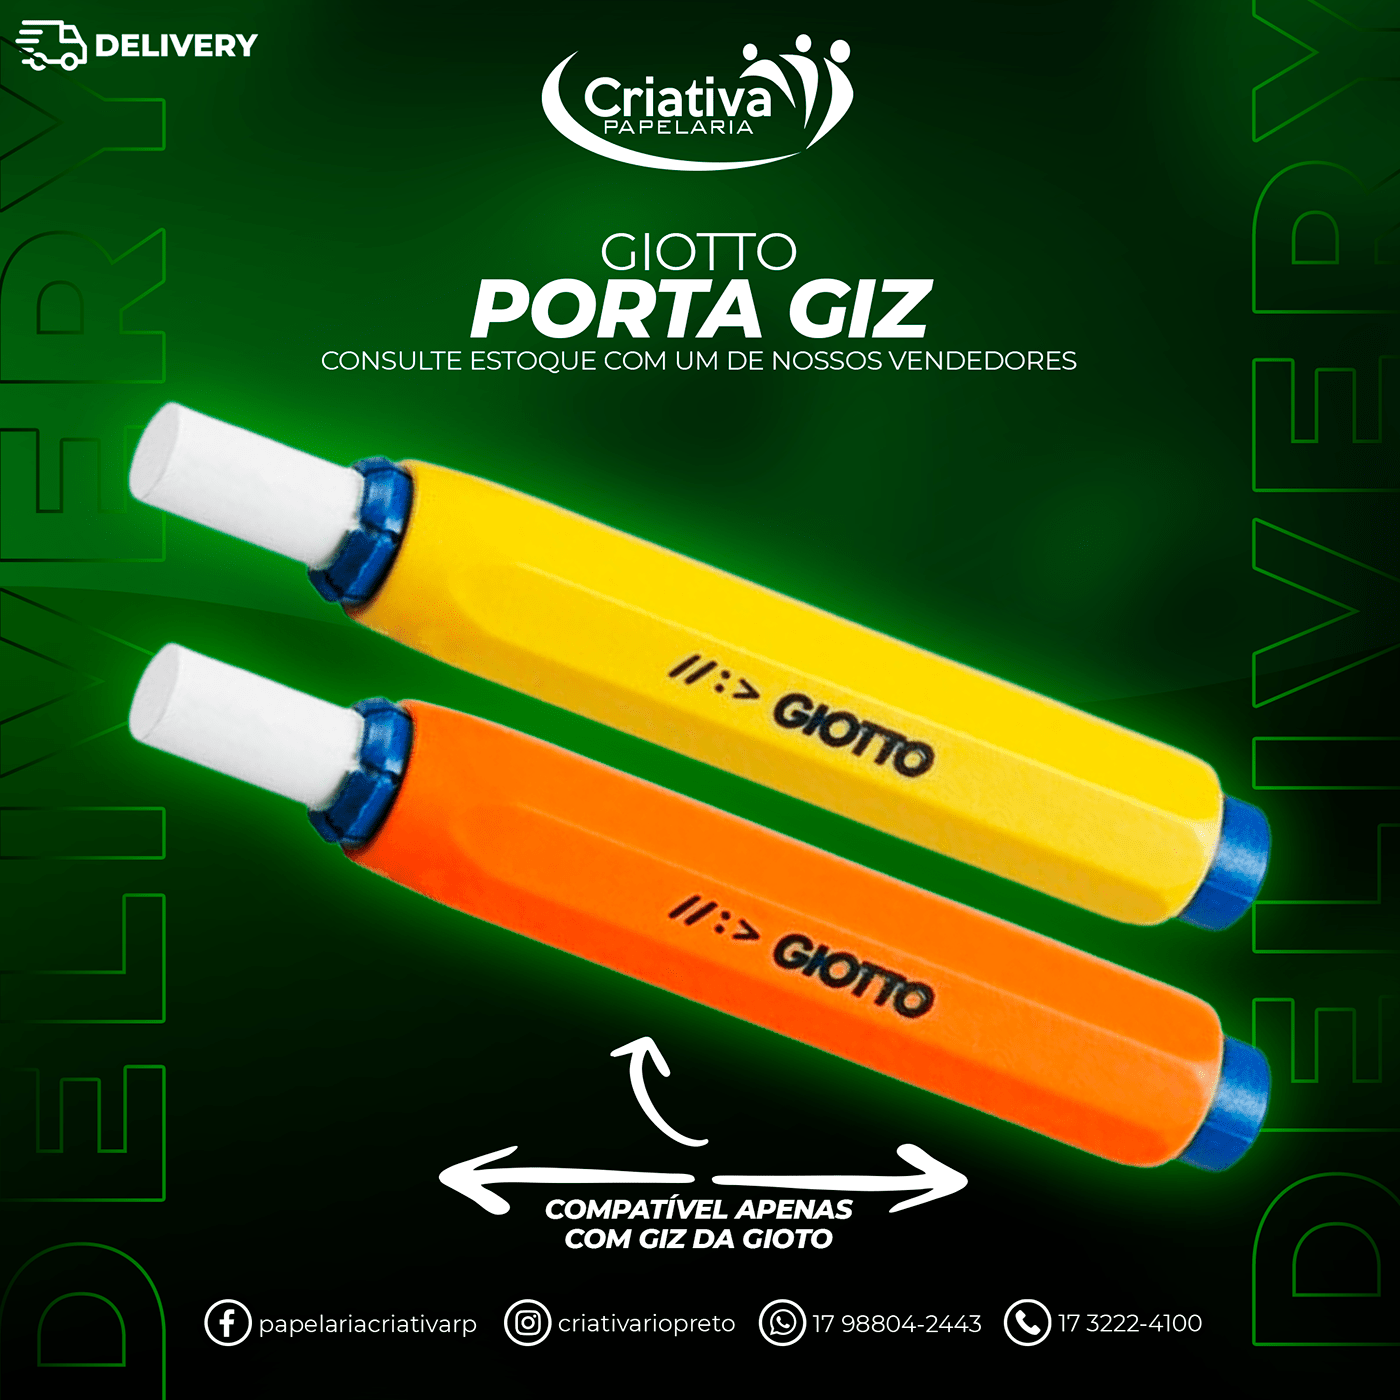 DELIVERY
Criativa
PAPELARIA
GIOTTO
PORTA GIZ
CONSULTE ESTOQUE COM UM DE NOSSOS VENDEDORES
//:> GIOTTO
//:> GIOTTO
COMPATÍVEL APENAS
COM GIZ DA GIOTO
papelariacriativarp
criativariopreto
17 98804-2443
17 3222-4100
DELIVERY
DELIVERY